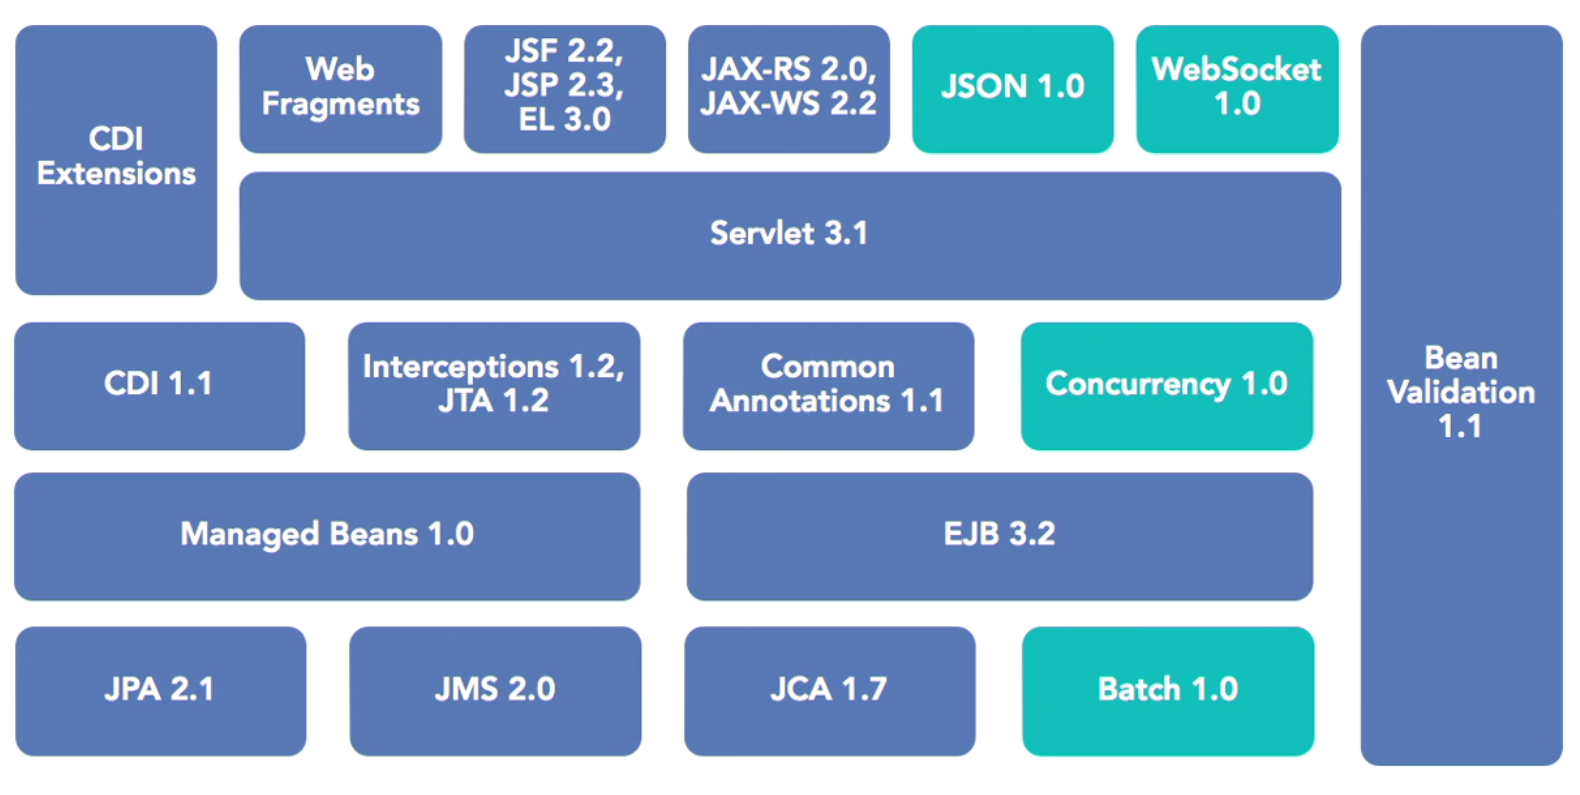 CDI
Extensions
Web
Fragments
JSF 2.2,
JSP 2.3,
EL 3.0
JAX-RS 2.0,
JAX-WS 2.2
JSON 1.0
WebSocket
1.0
Servlet 3.1
CDI 1.1
Interceptions 1.2,
JTA 1.2
Common
Annotations 1.1
Concurrency 1.0
Bean
Validation
1.1
Managed Beans 1.0
EJB 3.2
JPA 2.1
JMS 2.0
JCA 1.7
Batch 1.0